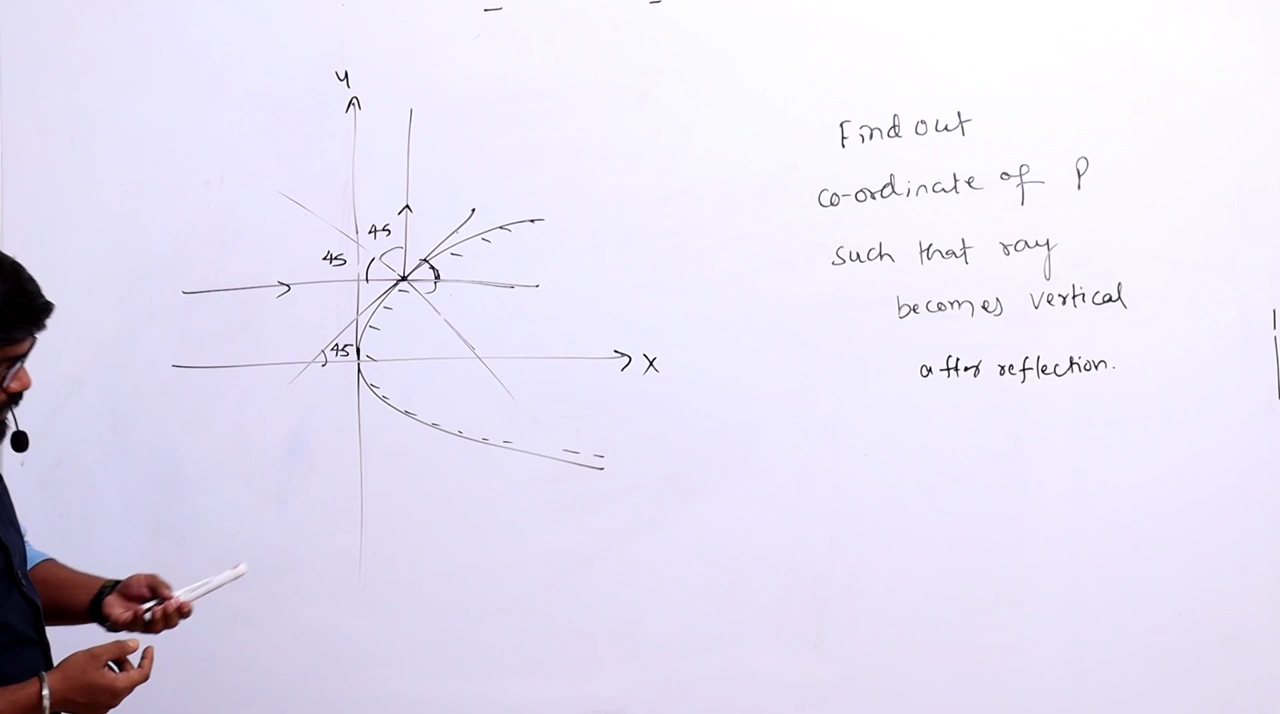 Y
45
45
45
X
Find out
co-ordinate of P
such that ray
becomes vertical
after reflection.